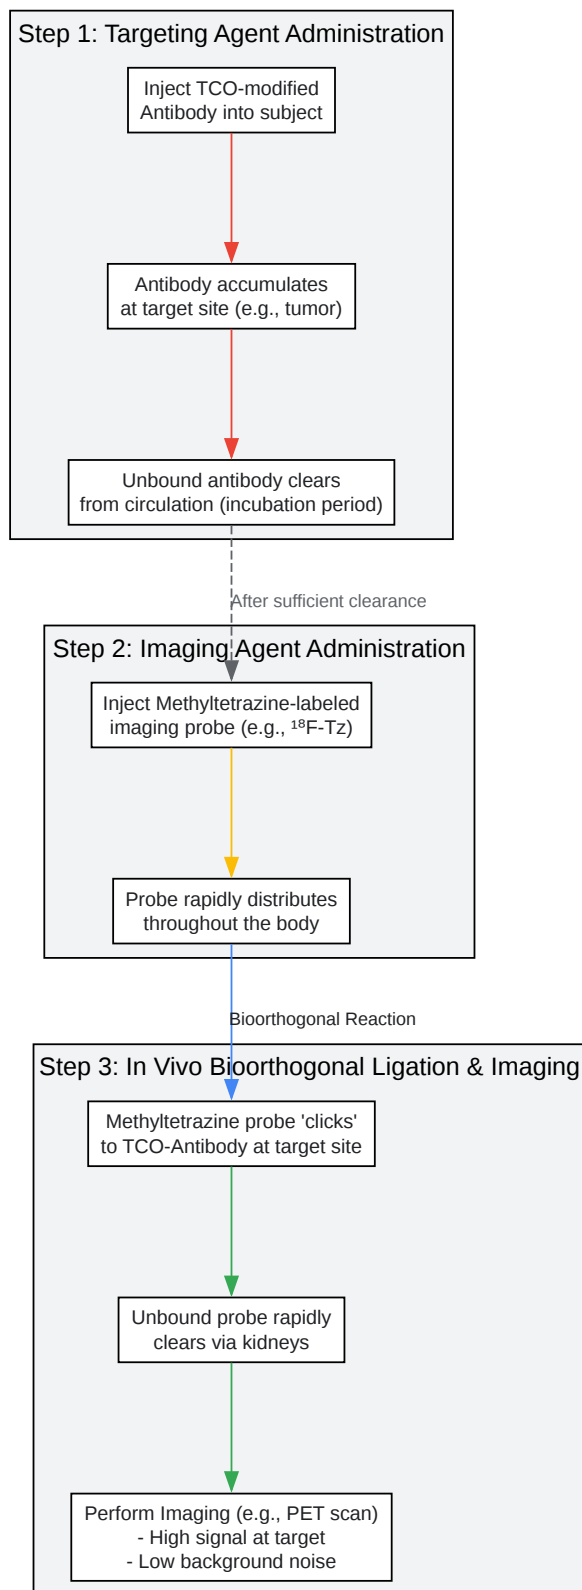 Step 1: Targeting Agent Administration
Inject TCO-modified
Antibody into subject
Antibody accumulates
at target site (e.g., tumor)
Unbound antibody clears
from circulation (incubation period)
After sufficient clearance
Step 2: Imaging Agent Administration
Inject Methyltetrazine-labeled
imaging probe (e.g., ¹⁸F-Tz)
Probe rapidly distributes
throughout the body
Bioorthogonal Reaction
Step 3: In Vivo Bioorthogonal Ligation & Imaging
Methyltetrazine probe 'clicks'
to TCO-Antibody at target site
Unbound probe rapidly
clears via kidneys
Perform Imaging (e.g., PET scan)
- High signal at target
- Low background noise